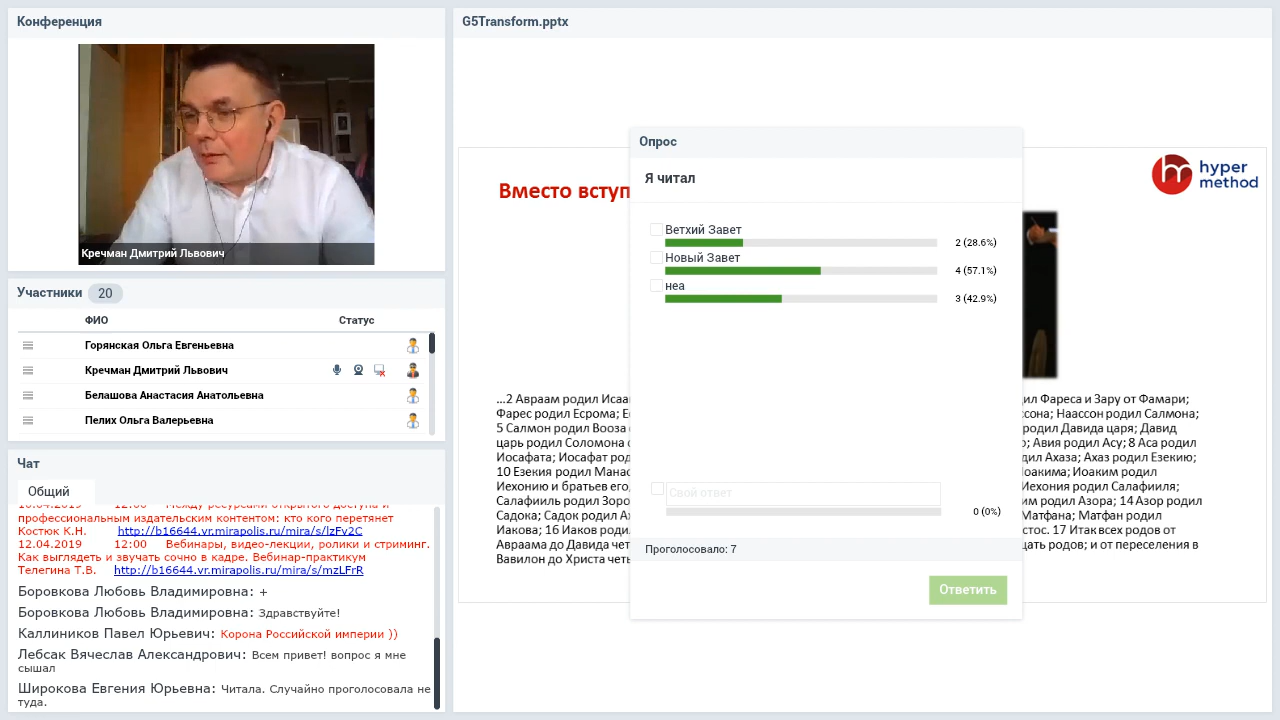 Конференция
Кречман Дмитрий Львович
Участники 20
ФИО Статус
Горянская Ольга Евгеньевна
Кречман Дмитрий Львович
Белашова Анастасия Анатольевна
Пелих Ольга Валерьевна
Чат
Общий
12:00 Между ресурсами открытого доступа и
профессиональным издательским контентом: кто кого перетянет
Костюк К.Н. http://b16644.vr.mirapolis.ru/mira/s/lzFv2C
12.04.2019 12:00 Вебинары, видео-лекции, ролики и стриминг.
Как выглядеть и звучать сочно в кадре. Вебинар-практикум
Телегина Т.В. http://b16644.vr.mirapolis.ru/mira/s/mzLFrR
Боровкова Любовь Владимировна: +
Боровкова Любовь Владимировна: Здравствуйте!
Каллиников Павел Юрьевич: Корона Российской империи ))
Лебсак Вячеслав Александрович: Всем привет! вопрос я мне
сышал
Широкова Евгения Юрьевна: Читала. Случайно проголосовала не
туда.
G5Transform.pptx
hyper
method
Вместо вступ
Опрос
Я читал
Ветхий Завет
2 (28.6%)
Новый Завет
4 (57.1%)
неа
3 (42.9%)
Свой ответ
0 (0%)
Проголосовало: 7
Ответить
...2 Авраам родил Исаа ил Фареса и Зару от Фамари;
Фарес родил Есрома; Е ссона; Наассон родил Салмона;
5 Салмон родил Вооза родил Давида царя; Давид
царь родил Соломона о; Авия родил Асу; 8 Аса родил
Иосафата; Иосафат род дил Ахаза; Ахаз родил Езекию;
10 Езекия родил Манас Иоакима; Иоаким родил
Иехонию и братьев его, Иехония родил Салафииля;
Салафииль родил Зоро им родил Азора; 14 Азор родил
Садока; Садок родил А Матфана; Матфан родил
Иакова; 16 Иаков роди стос. 17 Итак всех родов от
Авраама до Давида чет цать родов; и от переселения в
Вавилон до Христа четь